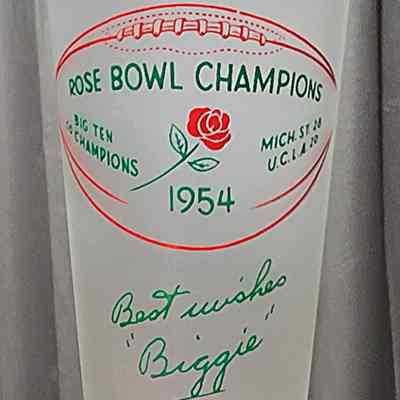 ROSE BOWL CHAMPIONS
BIG TEN
CO CHAMPIONS
MICH. ST. 28
U.C.L.A. 20
1954
Best wishes
"Biggie"